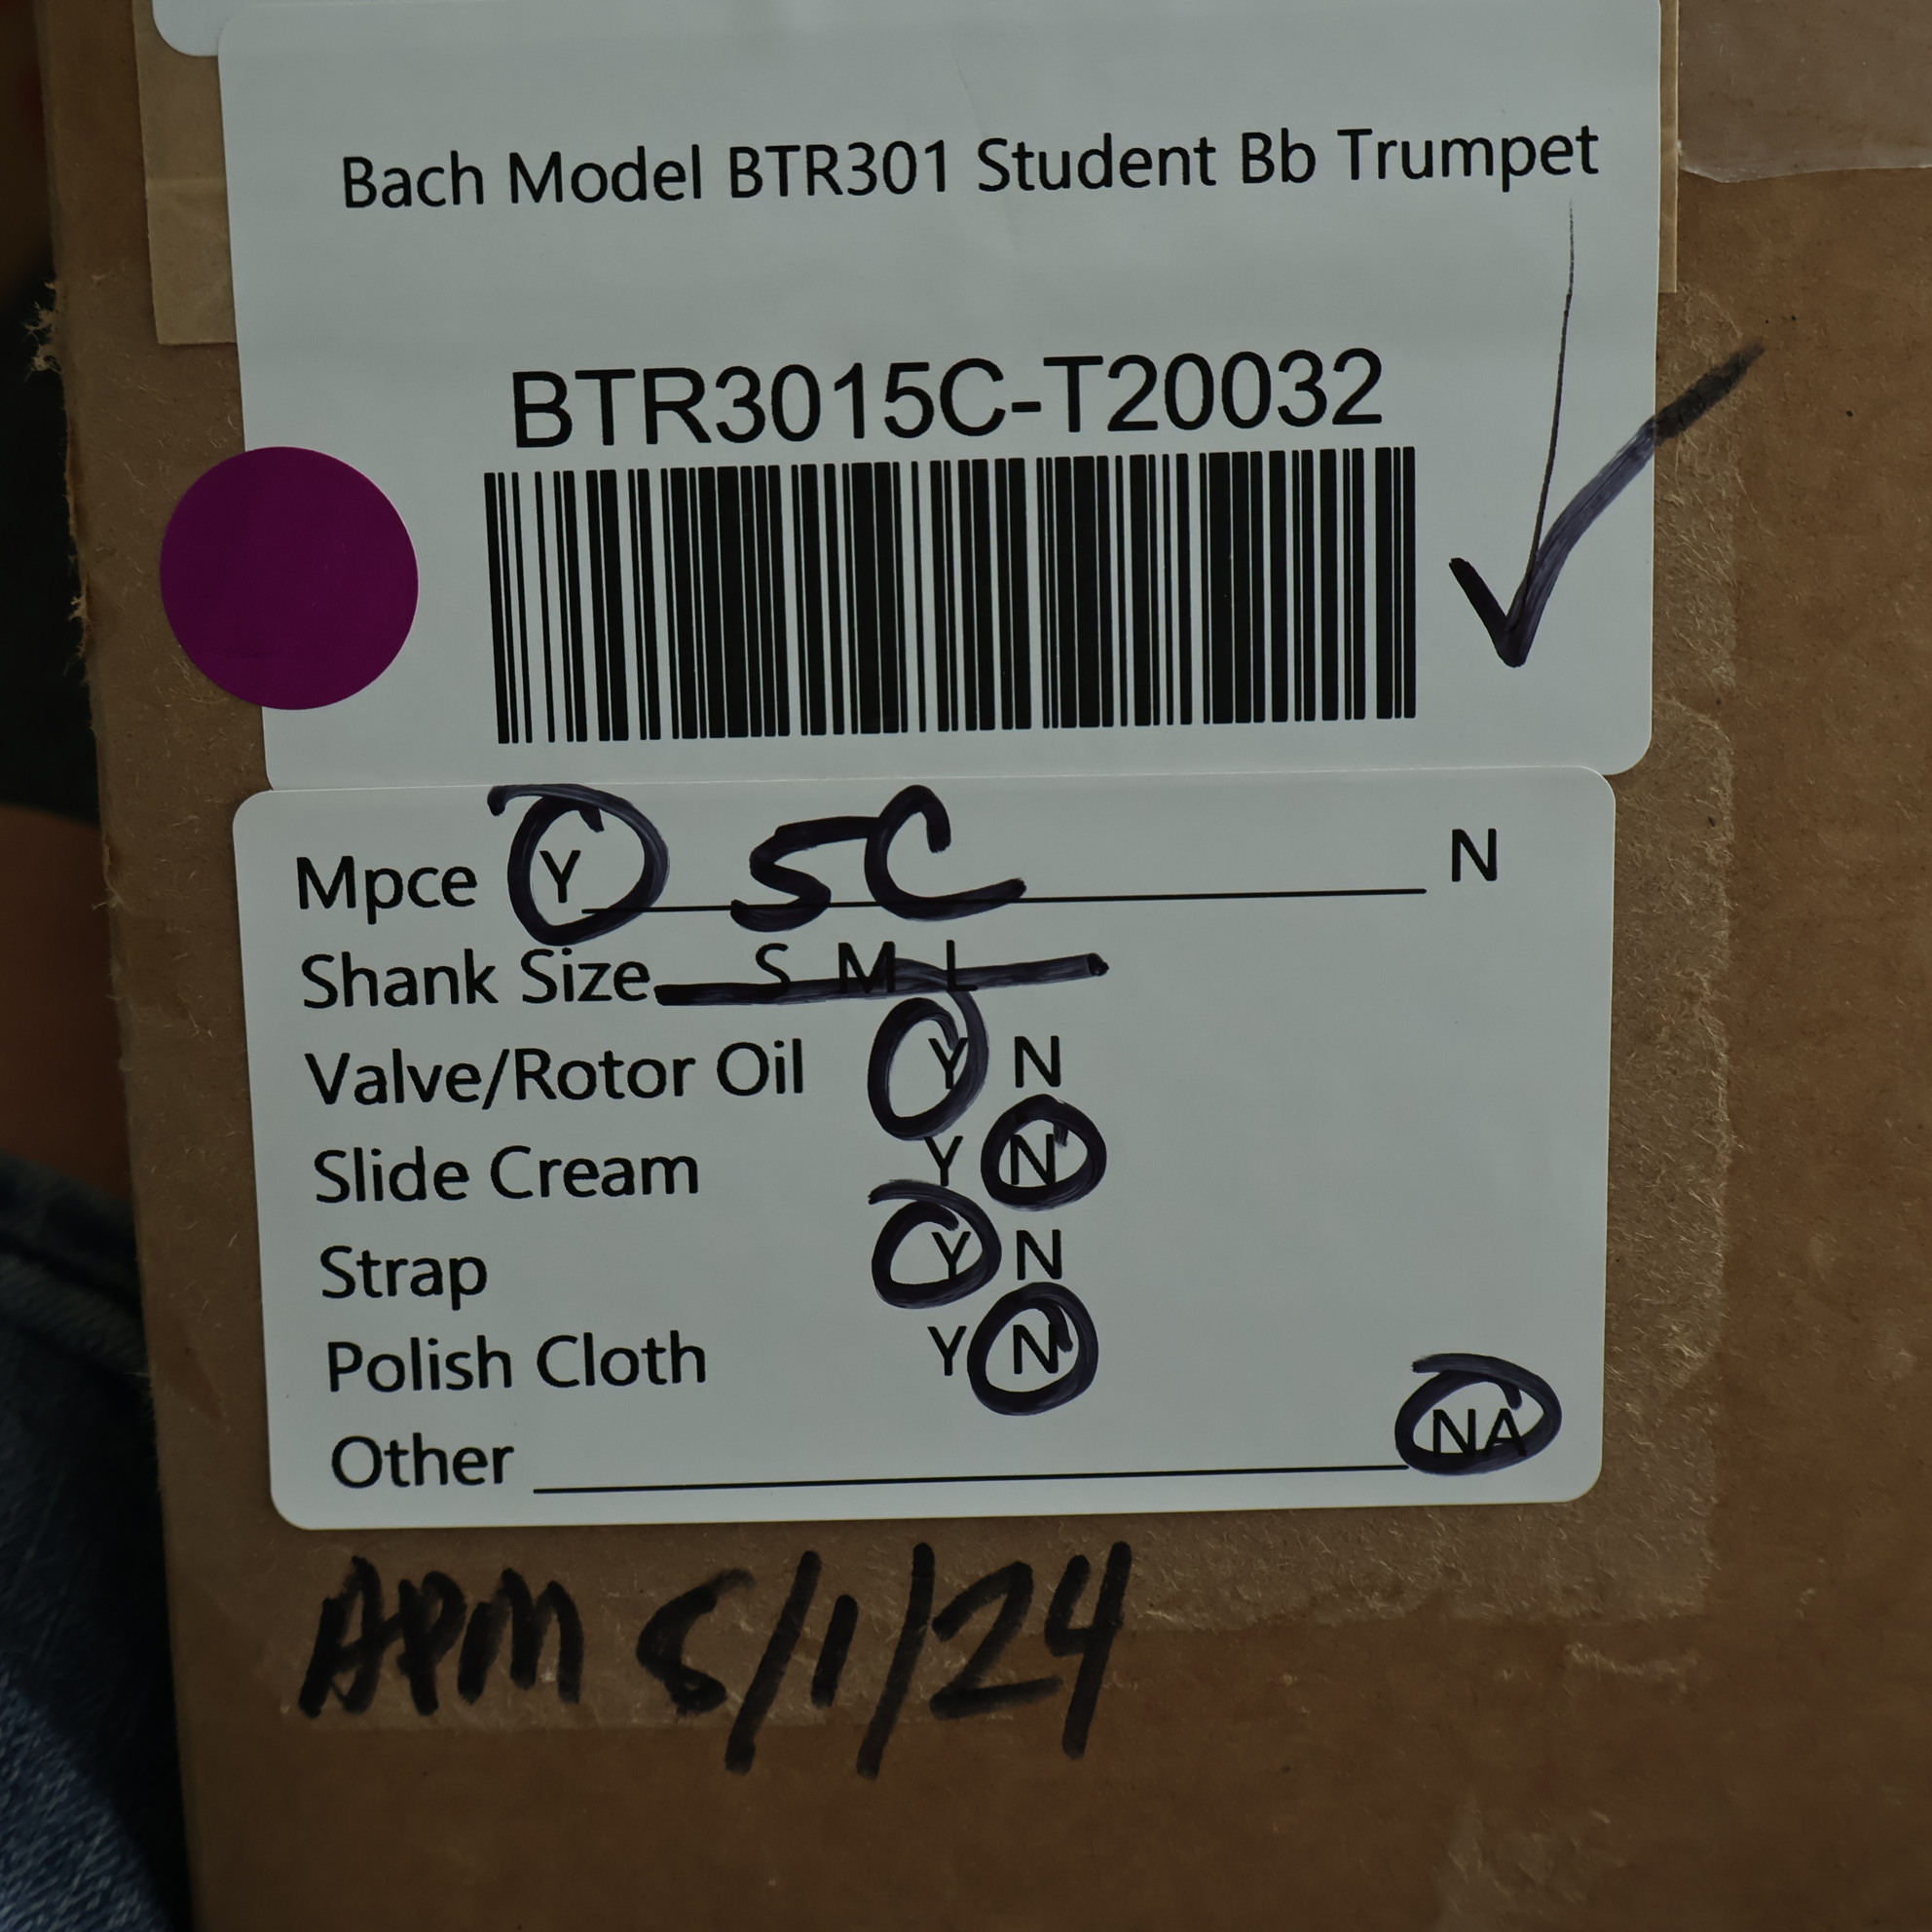 Bach Model BTR301 Student Bb Trumpet
BTR3015C-T20032
Mpce Y 5C N
Shank Size S M L
Valve/Rotor Oil Y N
Slide Cream Y N
Strap Y N
Polish Cloth Y N
Other NA
APM 5/1/24